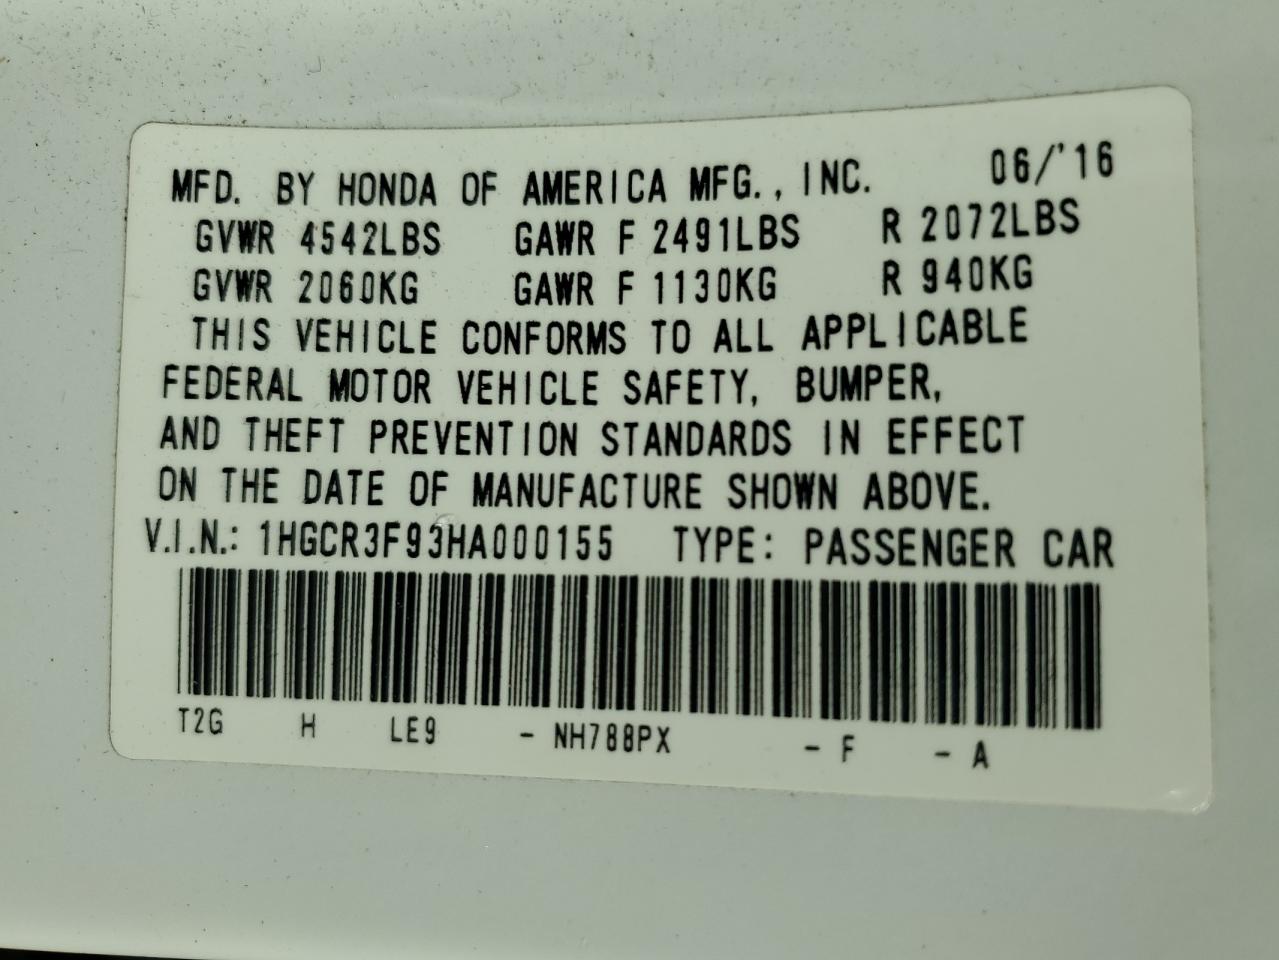 MFD. BY HONDA OF AMERICA MFG., INC. 06/'16
GVWR 4542LBS GAWR F 2491LBS R 2072LBS
GVWR 2060KG GAWR F 1130KG R 940KG
THIS VEHICLE CONFORMS TO ALL APPLICABLE
FEDERAL MOTOR VEHICLE SAFETY, BUMPER,
AND THEFT PREVENTION STANDARDS IN EFFECT
ON THE DATE OF MANUFACTURE SHOWN ABOVE.
V.I.N.: 1HGCR3F93HA000155 TYPE: PASSENGER CAR
T2G H LE9 - NH788PX - F - A